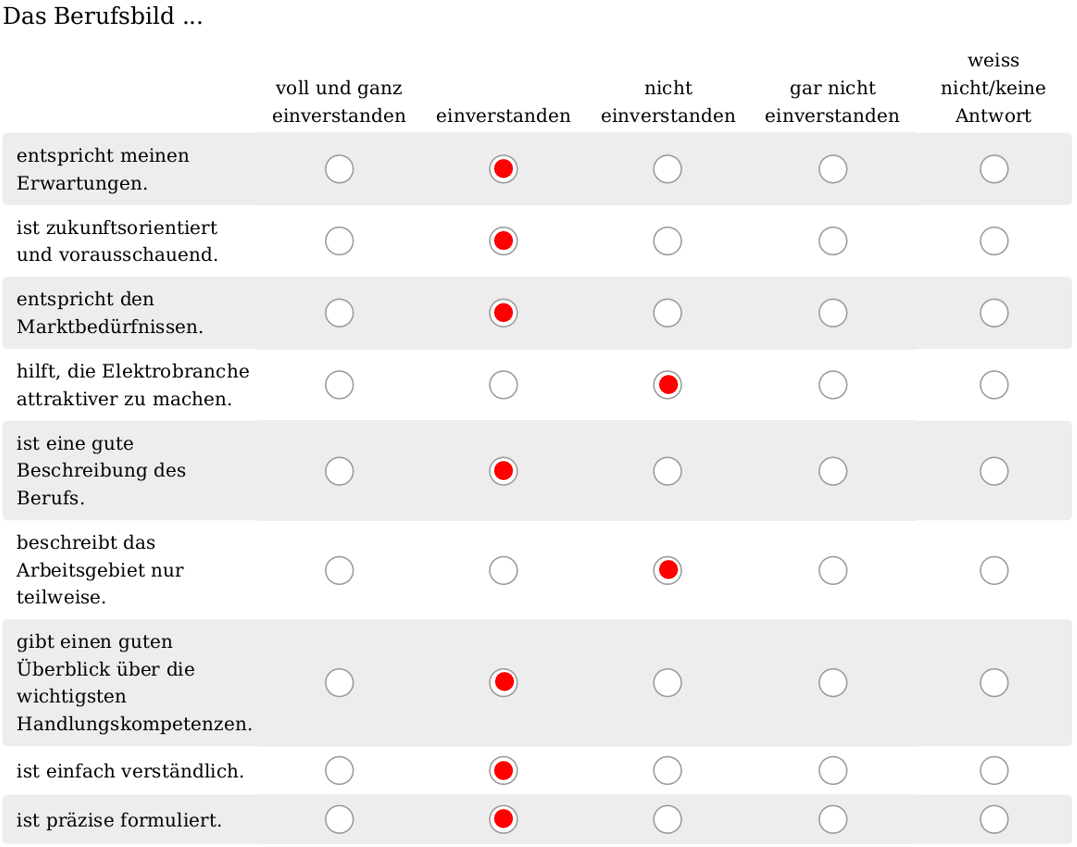 Das Berufsbild ...
voll und ganz
einverstanden
einverstanden
nicht
einverstanden
gar nicht
einverstanden
weiss
nicht/keine
Antwort
entspricht meinen
Erwartungen.
ist zukunftsorientiert
und vorausschauend.
entspricht den
Marktbedürfnissen.
hilft, die Elektrobranche
attraktiver zu machen.
ist eine gute
Beschreibung des
Berufs.
beschreibt das
Arbeitsgebiet nur
teilweise.
gibt einen guten
Überblick über die
wichtigsten
Handlungskompetenzen.
ist einfach verständlich.
ist präzise formuliert.